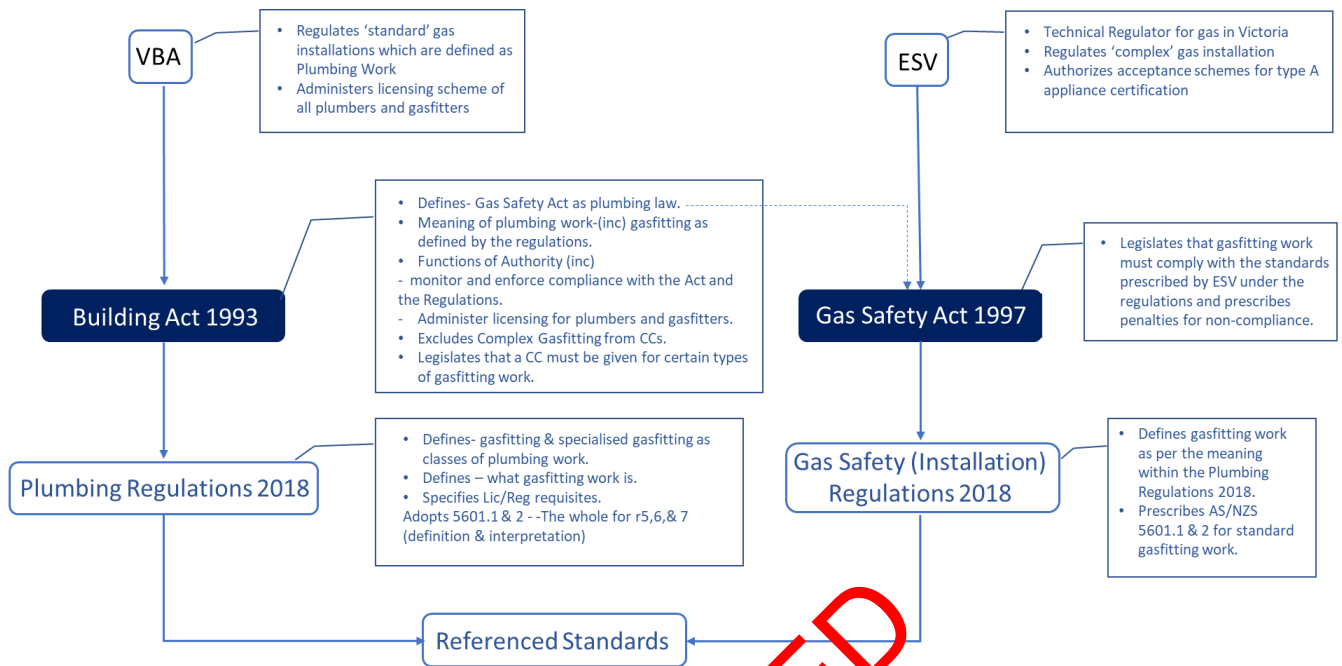 VBA
• Regulates ‘standard’ gas
installations which are defined as
Plumbing Work
• Administers licensing scheme of
all plumbers and gasfitters
ESV
• Technical Regulator for gas in Victoria
• Regulates ‘complex’ gas installation
• Authorizes acceptance schemes for type A
appliance certification
Building Act 1993
• Defines- Gas Safety Act as plumbing law.
• Meaning of plumbing work-(inc) gasfitting as
defined by the regulations.
• Functions of Authority (inc)
- monitor and enforce compliance with the Act and
the Regulations.
- Administer licensing for plumbers and gasfitters.
• Excludes Complex Gasfitting from CCs.
• Legislates that a CC must be given for certain types
of gasfitting work.
Gas Safety Act 1997
• Legislates that gasfitting work
must comply with the standards
prescribed by ESV under the
regulations and prescribes
penalties for non-compliance.
Plumbing Regulations 2018
• Defines- gasfitting & specialised gasfitting as
classes of plumbing work.
• Defines – what gasfitting work is.
• Specifies Lic/Reg requisites.
Adopts 5601.1 & 2 - -The whole for r5,6,& 7
(definition & interpretation)
Gas Safety (Installation)
Regulations 2018
• Defines gasfitting work
as per the meaning
within the Plumbing
Regulations 2018.
• Prescribes AS/NZS
5601.1 & 2 for standard
gasfitting work.
Referenced Standards